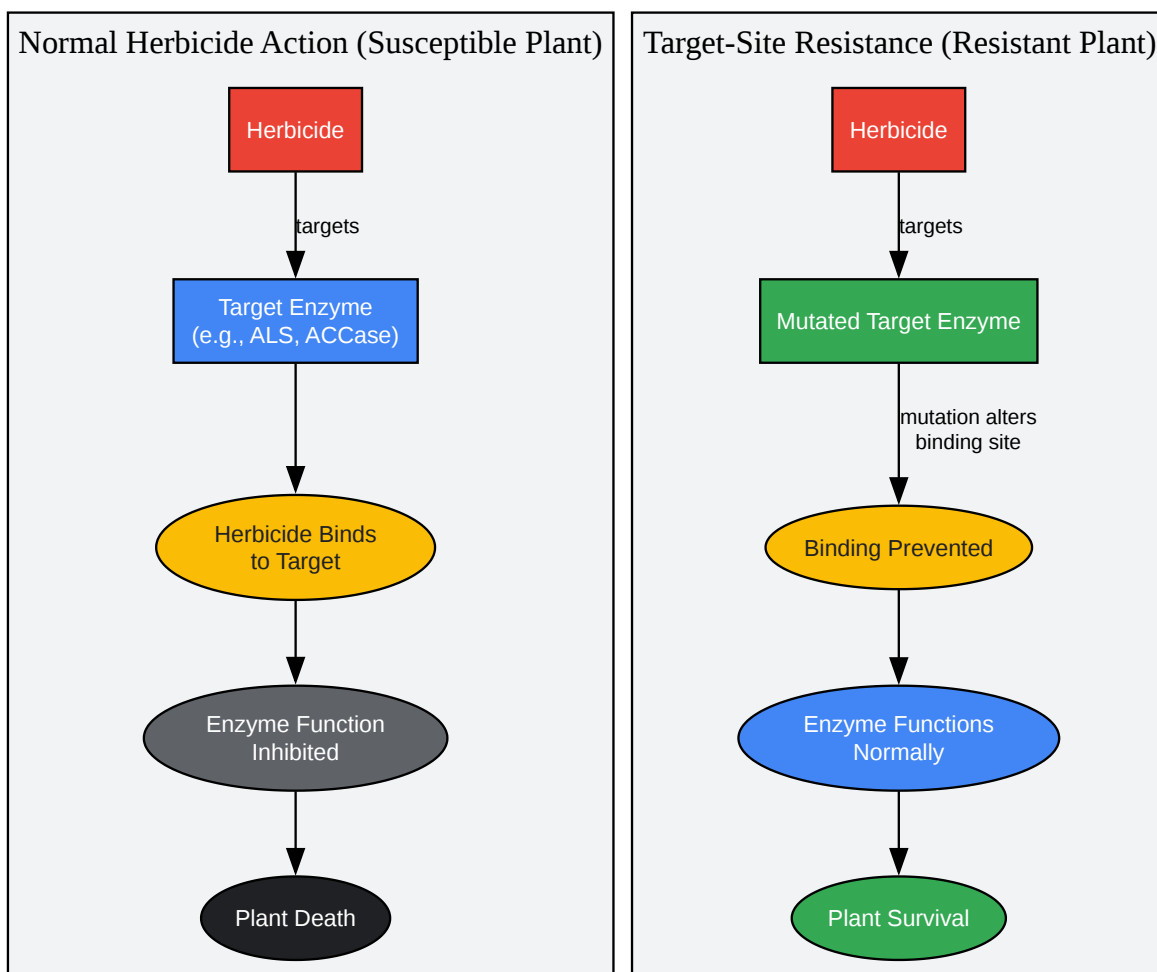 Normal Herbicide Action (Susceptible Plant)
Herbicide
targets
Target Enzyme
(e.g., ALS, ACCase)
Herbicide Binds
to Target
Enzyme Function
Inhibited
Plant Death
Target-Site Resistance (Resistant Plant)
Herbicide
targets
Mutated Target Enzyme
mutation alters
binding site
Binding Prevented
Enzyme Functions
Normally
Plant Survival